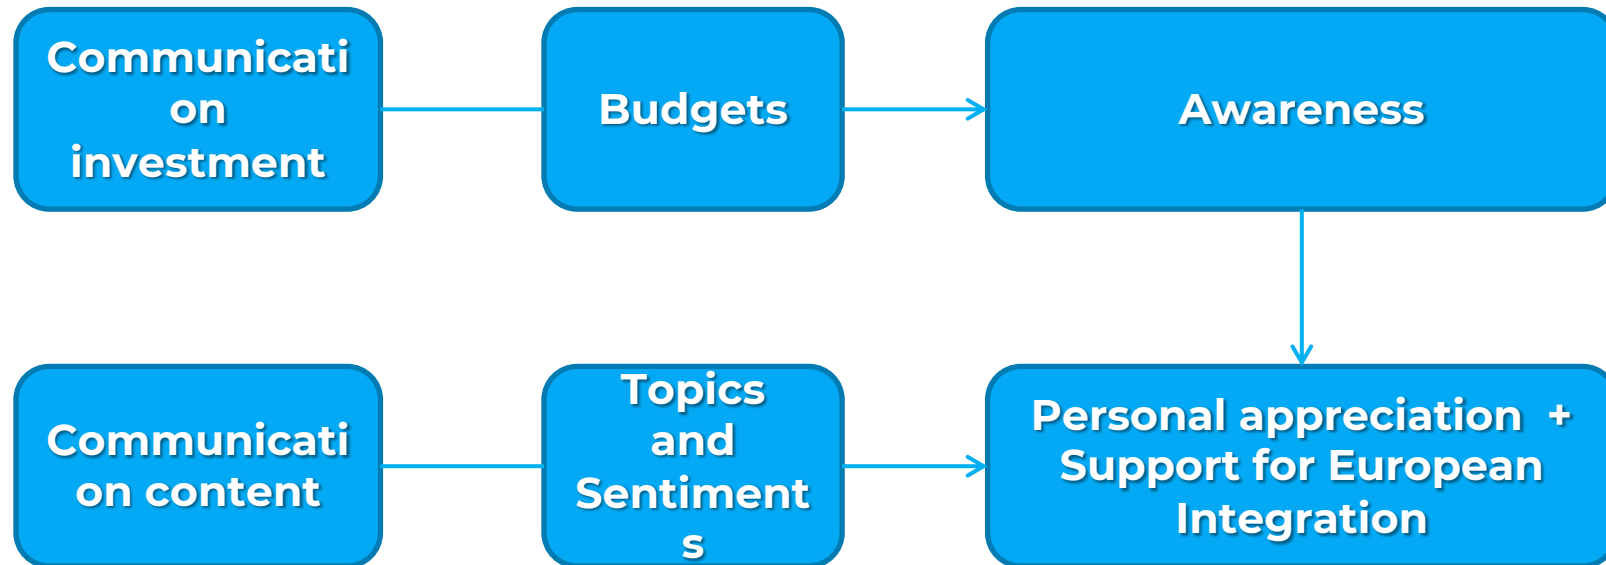 Communicati
on
investment
Budgets
Awareness
Communicati
on content
Topics
and
Sentiment
s
Personal appreciation +
Support for European
Integration